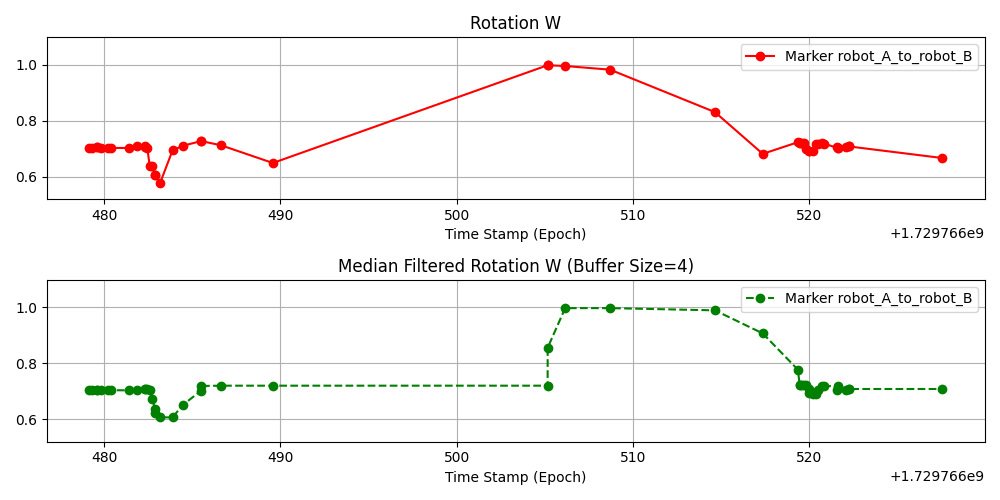 Rotation W
Marker robot_A_to_robot_B
1.0
0.8
0.6
480 490 500 510 520
Time Stamp (Epoch)
+1.729766e9
Median Filtered Rotation W (Buffer Size=4)
Marker robot_A_to_robot_B
1.0
0.8
0.6
480 490 500 510 520
Time Stamp (Epoch)
+1.729766e9